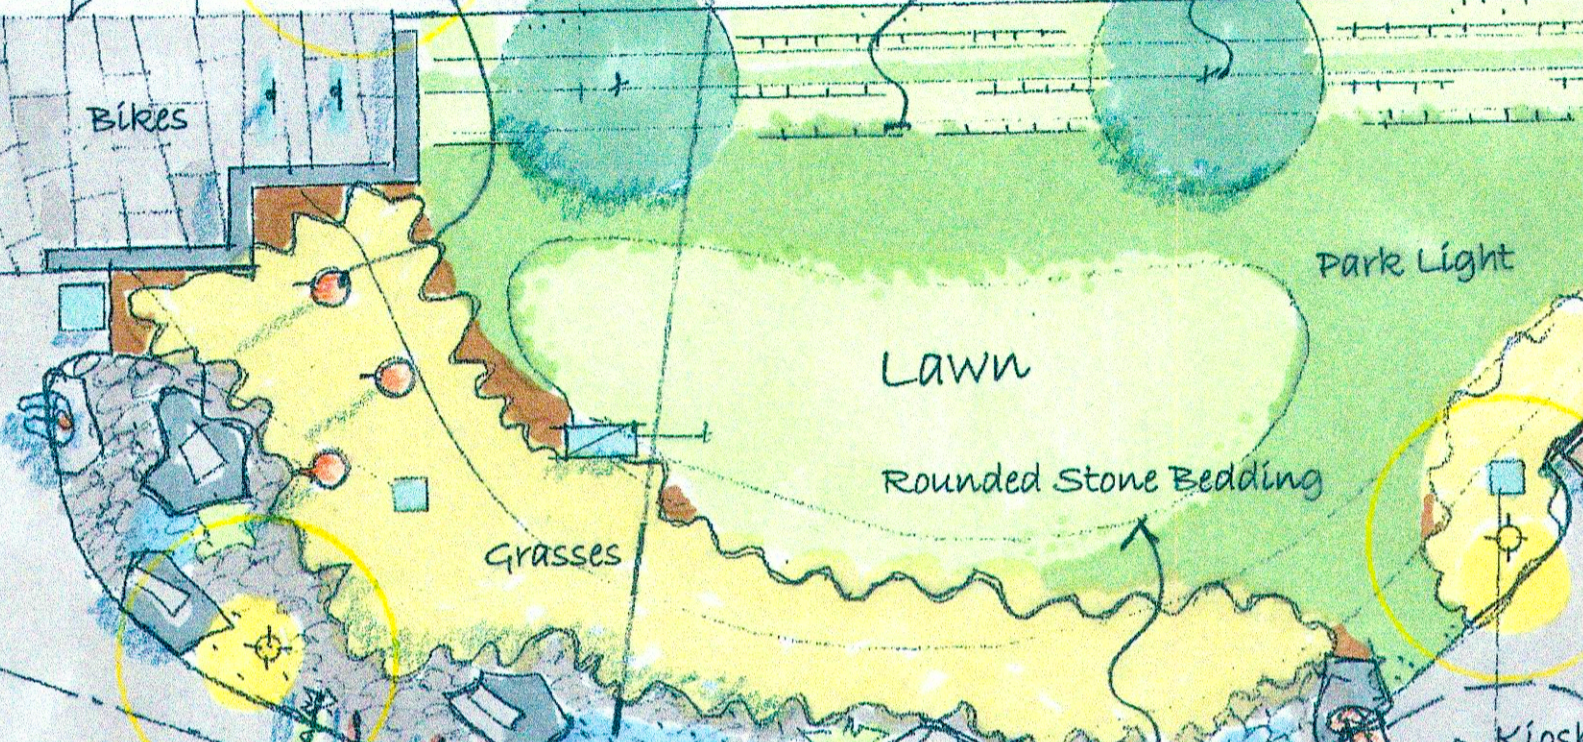 Bikes
Park Light
Lawn
Rounded Stone Bedding
Grasses